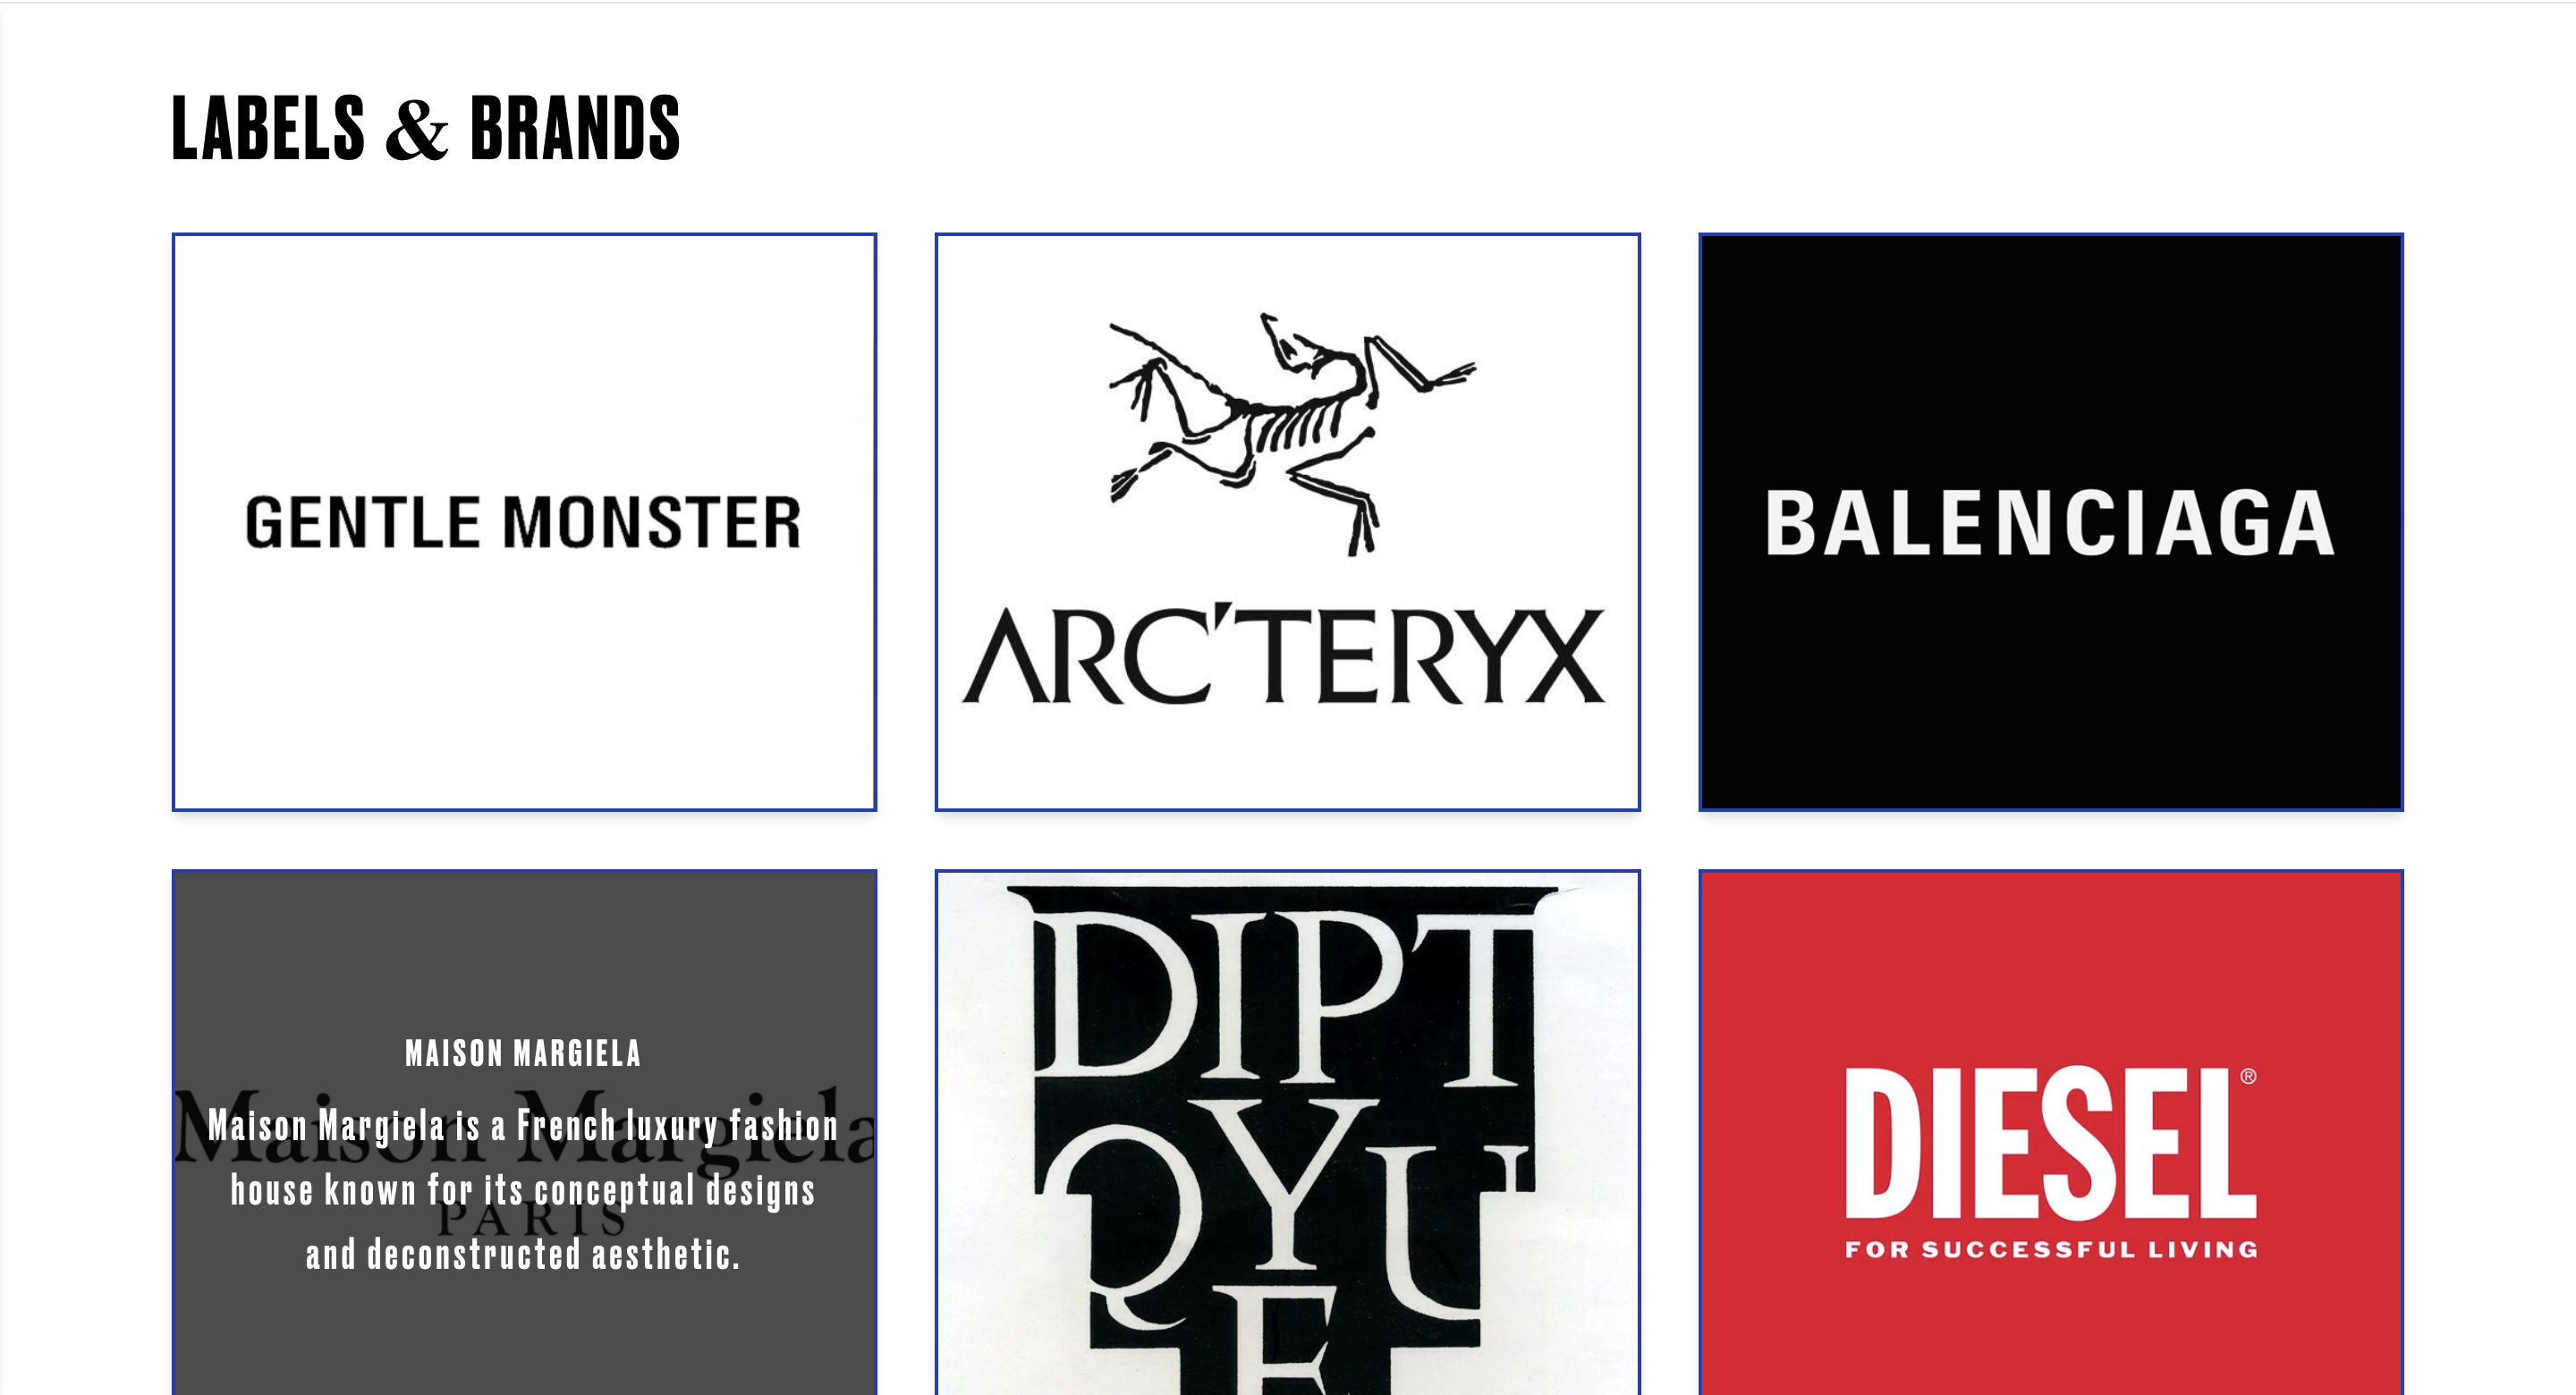 LABELS & BRANDS
GENTLE MONSTER
ARC'TERYX
BALENCIAGA
MAISON MARGIELA
Maison Margiela
Maison Margiela is a French luxury fashion
house known for its conceptual designs
PARIS
and deconstructed aesthetic.
DIPT
QYU
E
DIESEL®
FOR SUCCESSFUL LIVING